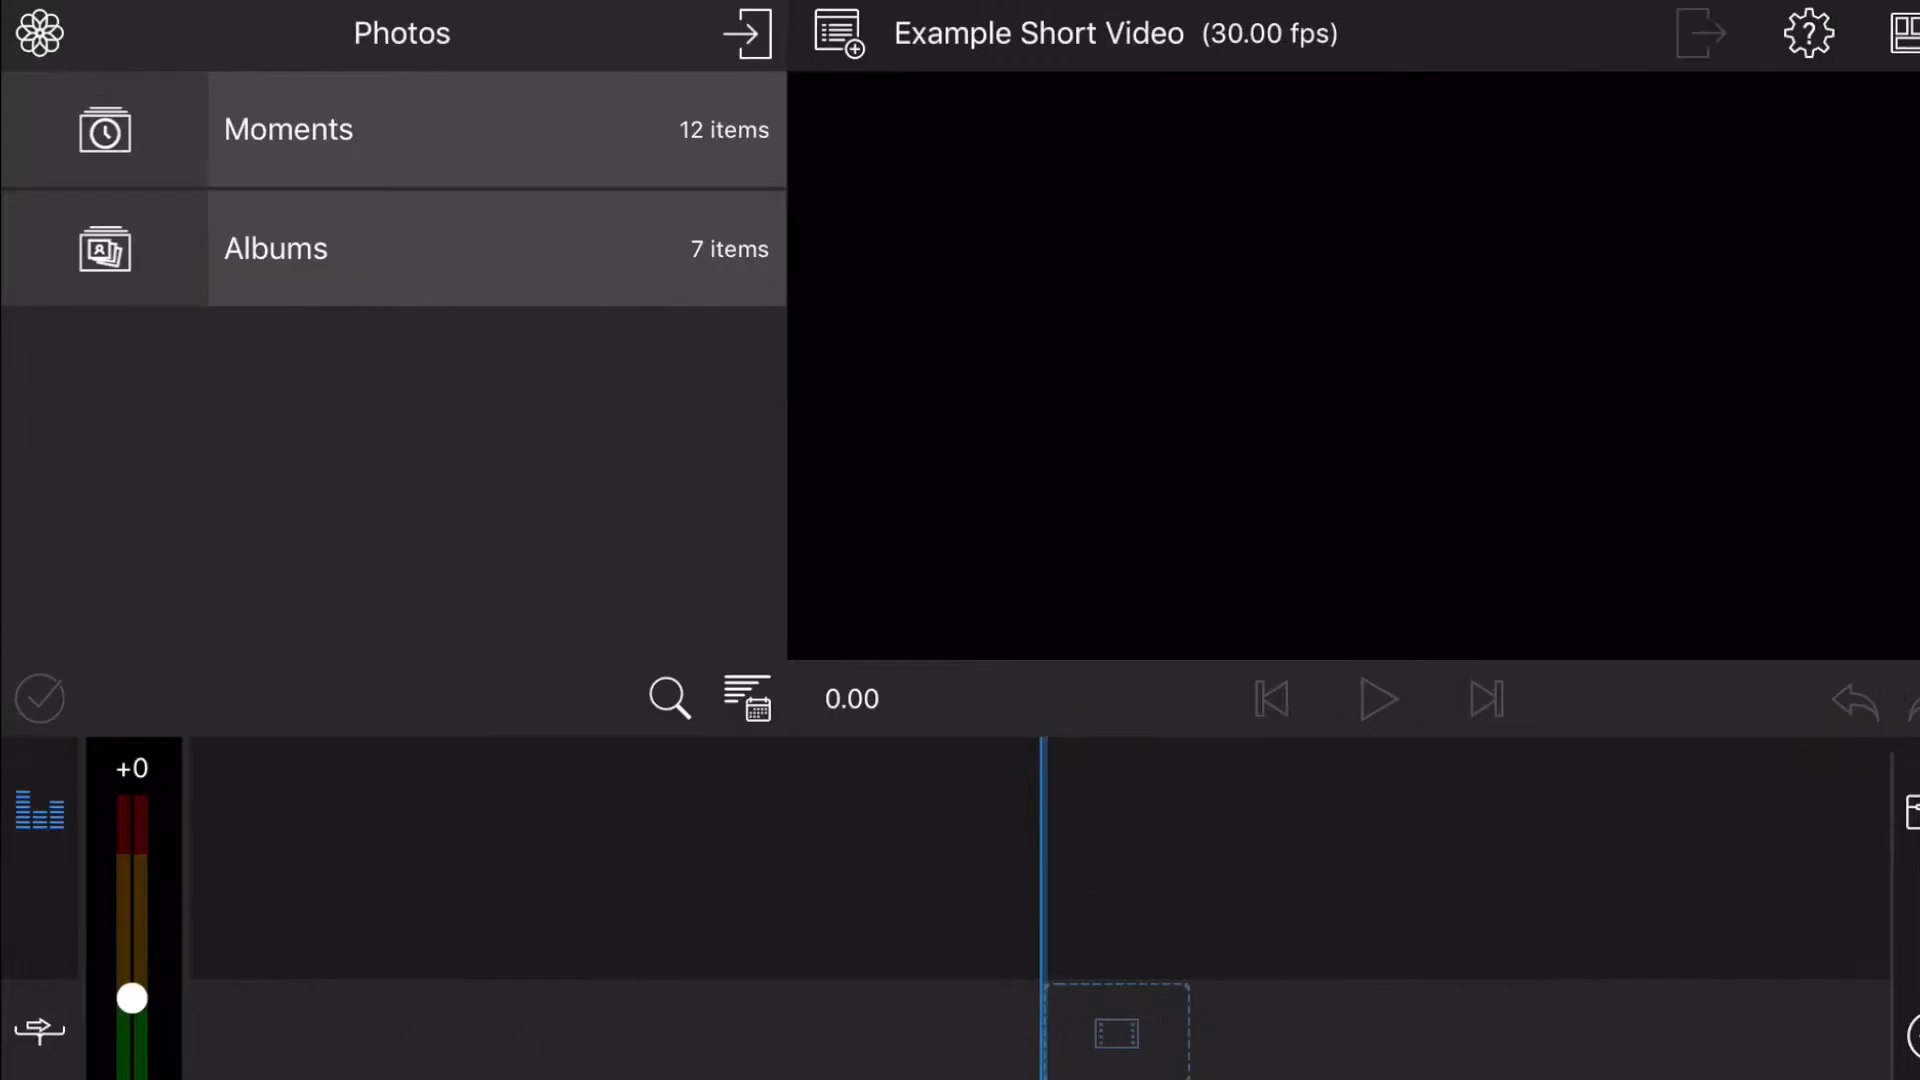 Photos
Example Short Video (30.00 fps)
Moments
12 items
Albums
7 items
0.00
+0